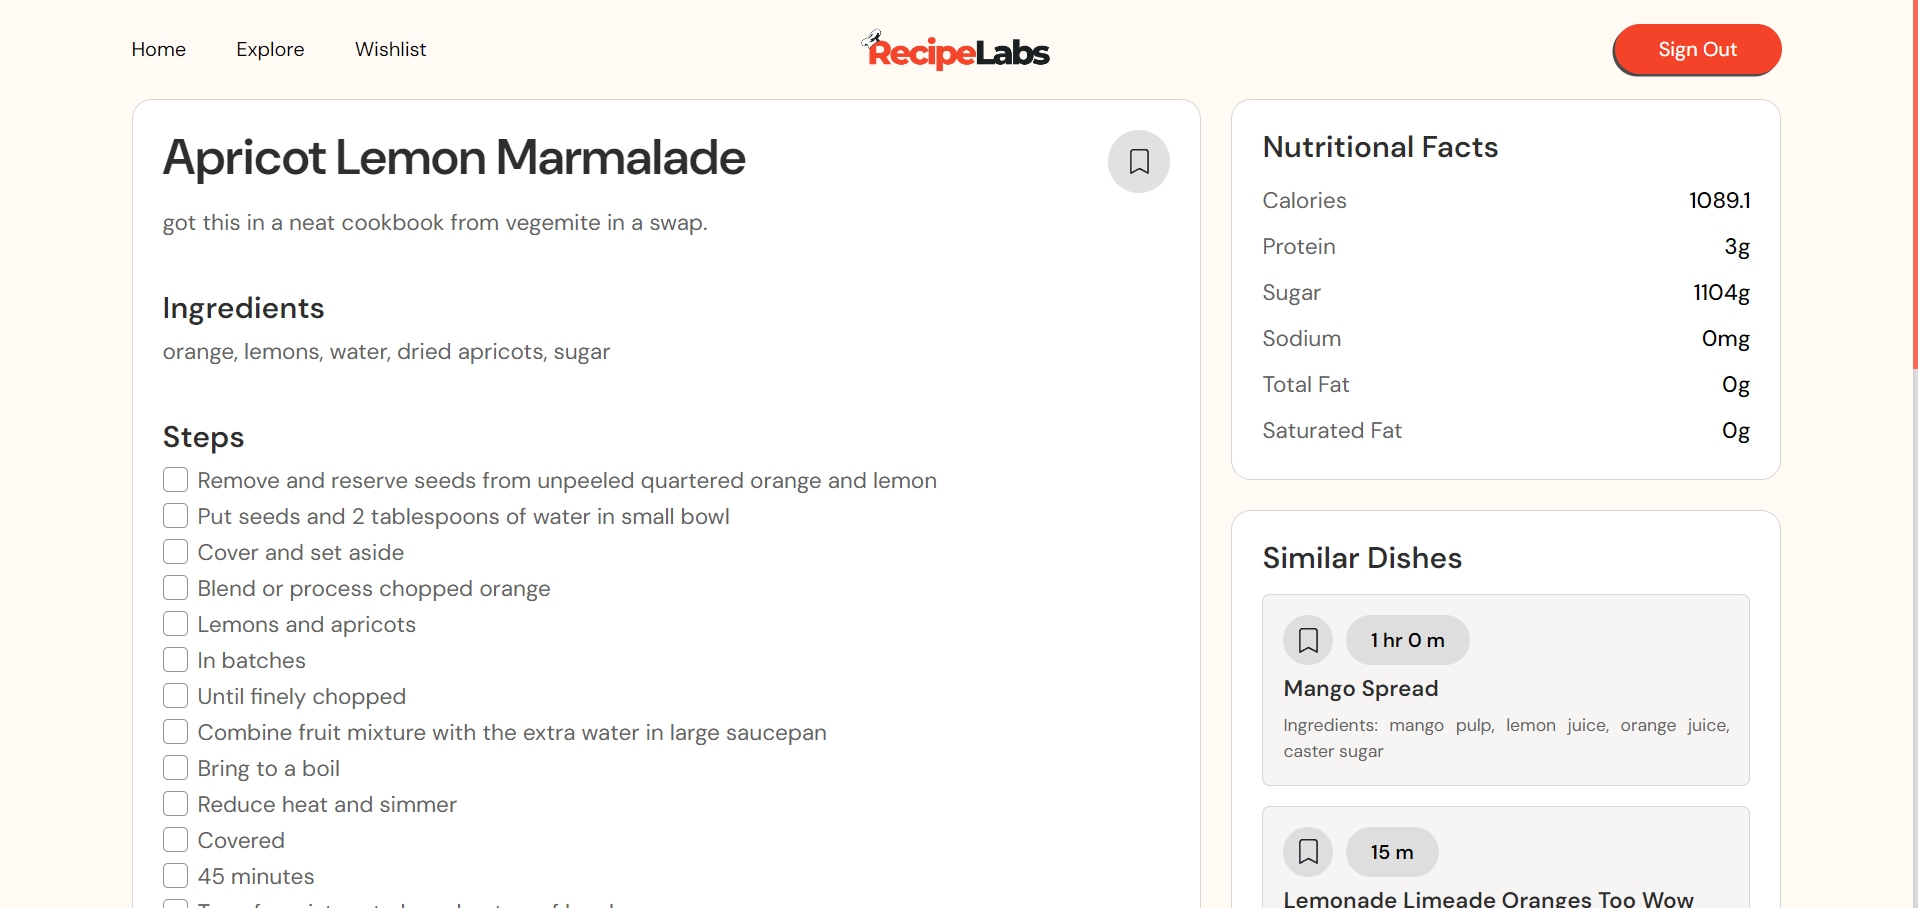 Home
Explore
Wishlist
RecipeLabs
Sign Out
Apricot Lemon Marmalade
got this in a neat cookbook from vegemite in a swap.
Ingredients
orange, lemons, water, dried apricots, sugar
Steps
Remove and reserve seeds from unpeeled quartered orange and lemon
Put seeds and 2 tablespoons of water in small bowl
Cover and set aside
Blend or process chopped orange
Lemons and apricots
In batches
Until finely chopped
Combine fruit mixture with the extra water in large saucepan
Bring to a boil
Reduce heat and simmer
Covered
45 minutes
Nutritional Facts
Calories 1089.1
Protein 3g
Sugar 1104g
Sodium 0mg
Total Fat 0g
Saturated Fat 0g
Similar Dishes
1 hr 0 m
Mango Spread
Ingredients: mango pulp, lemon juice, orange juice,
caster sugar
15 m
Lemonade Limeade Oranges Too Wow